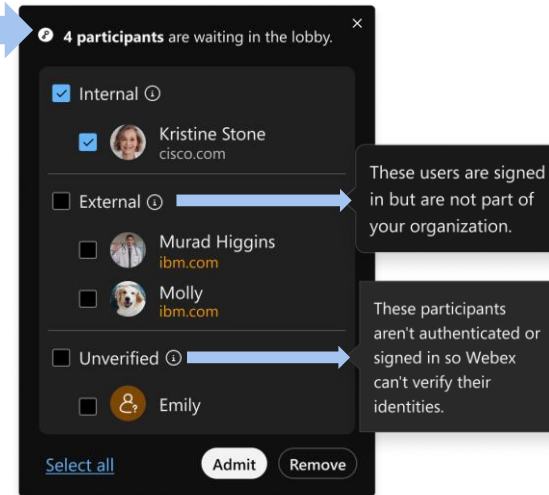 4 participants are waiting in the lobby.
Internal
Kristine Stone
cisco.com
External
These users are signed
in but are not part of
your organization.
Murad Higgins
ibm.com
Molly
ibm.com
Unverified
These participants
aren't authenticated or
signed in so Webex
can't verify their
identities.
Emily
Select all
Admit
Remove